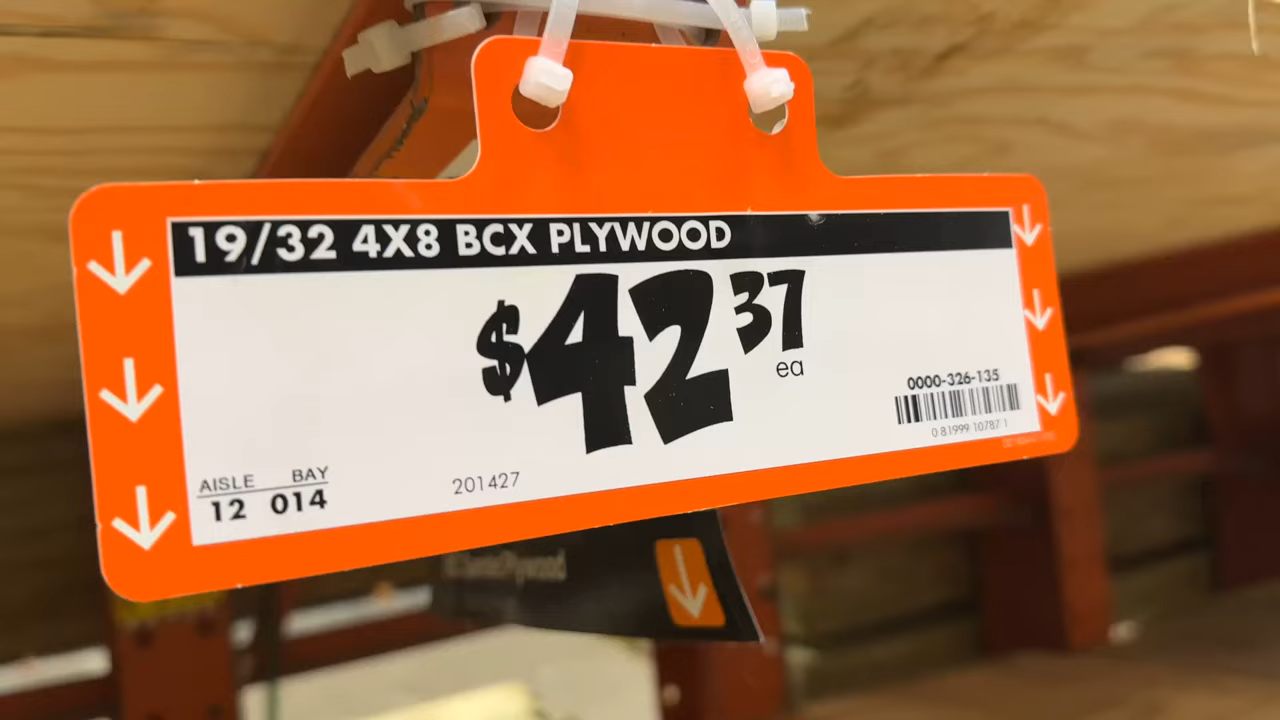 19/32 4X8 BCX PLYWOOD
$42 37
ea
0000-326-135
0 81999 10787 1
AISLE BAY
12 014
201427
Plywood